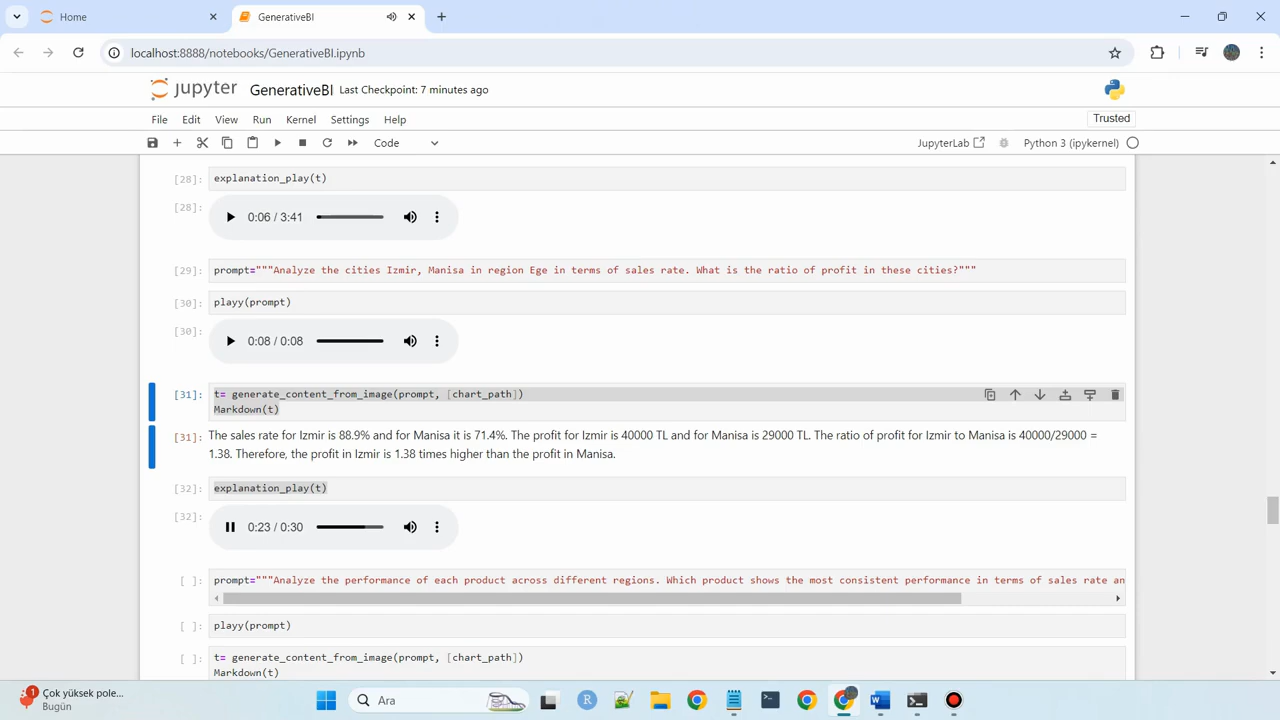 Home
GenerativeBI
localhost:8888/notebooks/GenerativeBI.ipynb
jupyter GenerativeBI Last Checkpoint: 7 minutes ago
File Edit View Run Kernel Settings Help
Trusted
Code
JupyterLab Python 3 (ipykernel)
[28]: explanation_play(t)
[28]:
0:06 / 3:41
[29]: prompt="""Analyze the cities Izmir, Manisa in region Ege in terms of sales rate. What is the ratio of profit in these cities?"""
[30]: playy(prompt)
[30]:
0:08 / 0:08
[31]: t= generate_content_from_image(prompt, [chart_path])
Markdown(t)
[31]: The sales rate for Izmir is 88.9% and for Manisa it is 71.4%. The profit for Izmir is 40000 TL and for Manisa is 29000 TL. The ratio of profit for Izmir to Manisa is 40000/29000 =
1.38. Therefore, the profit in Izmir is 1.38 times higher than the profit in Manisa.
[32]: explanation_play(t)
[32]:
0:23 / 0:30
[ ]: prompt="""Analyze the performance of each product across different regions. Which product shows the most consistent performance in terms of sales rate an
[ ]: playy(prompt)
[ ]: t= generate_content_from_image(prompt, [chart_path])
Markdown(t)
1
Çok yüksek pole...
Bugün
Ara
R
W